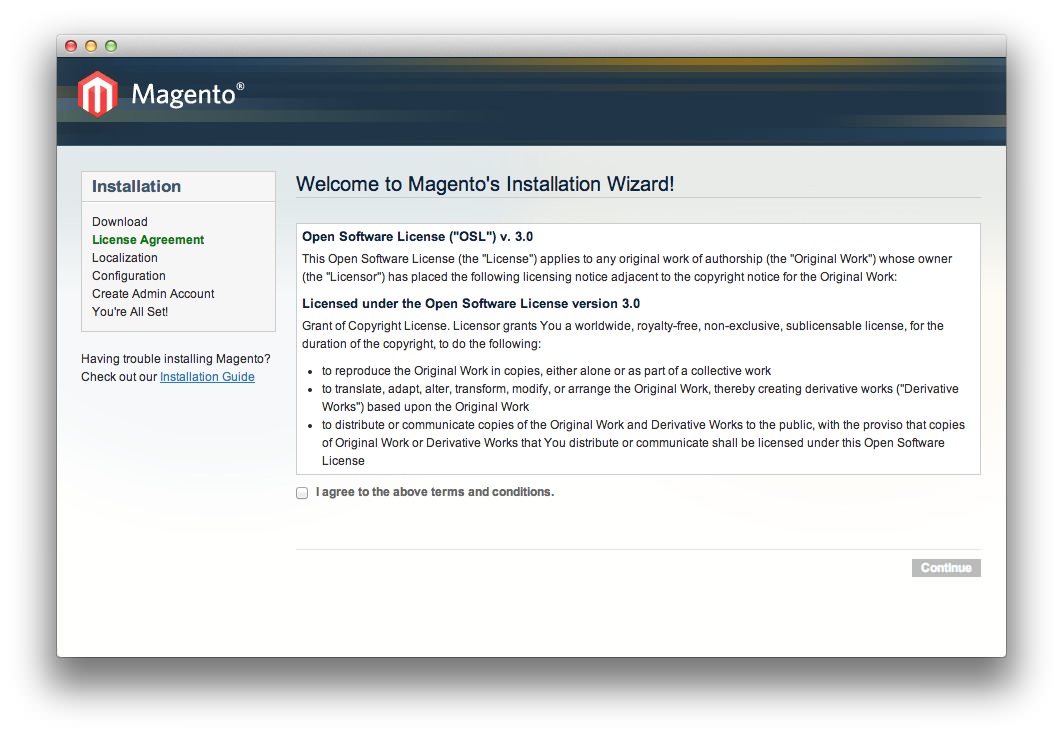 Magento®
Installation
Download
License Agreement
Localization
Configuration
Create Admin Account
You're All Set!
Having trouble installing Magento?
Check out our Installation Guide
Welcome to Magento's Installation Wizard!
Open Software License ("OSL") v. 3.0
This Open Software License (the "License") applies to any original work of authorship (the "Original Work") whose owner
(the "Licensor") has placed the following licensing notice adjacent to the copyright notice for the Original Work:
Licensed under the Open Software License version 3.0
Grant of Copyright License. Licensor grants You a worldwide, royalty-free, non-exclusive, sublicensable license, for the
duration of the copyright, to do the following:
• to reproduce the Original Work in copies, either alone or as part of a collective work
• to translate, adapt, alter, transform, modify, or arrange the Original Work, thereby creating derivative works ("Derivative
Works") based upon the Original Work
• to distribute or communicate copies of the Original Work and Derivative Works to the public, with the proviso that copies
of Original Work or Derivative Works that You distribute or communicate shall be licensed under this Open Software
License
I agree to the above terms and conditions.
Continue